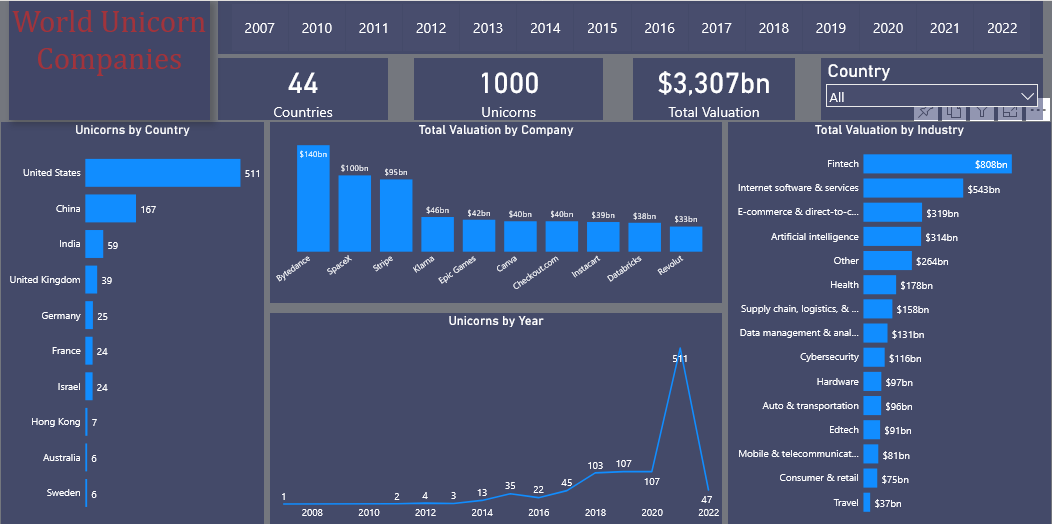 World Unicorn
Companies
2007 2010 2011 2012 2013 2014 2015 2016 2017 2018 2019 2020 2021 2022
44
Countries
1000
Unicorns
$3,307bn
Total Valuation
Country
All
Unicorns by Country
United States 511
China 167
India 59
United Kingdom 39
Germany 25
France 24
Israel 24
Hong Kong 7
Australia 6
Sweden 6
Total Valuation by Company
$140bn $100bn $95bn $46bn $42bn $40bn $40bn $39bn $38bn $33bn
Bytedance SpaceX Stripe Klarna Epic Games Canva Checkout.com Instacart Databricks Revolut
Unicorns by Year
1 2 4 3 13 35 22 45 103 107 107 511 47
2008 2010 2012 2014 2016 2018 2020 2022
Total Valuation by Industry
Fintech $808bn
Internet software & services $543bn
E-commerce & direct-to-c... $319bn
Artificial intelligence $314bn
Other $264bn
Health $178bn
Supply chain, logistics, & ... $158bn
Data management & anal... $131bn
Cybersecurity $116bn
Hardware $97bn
Auto & transportation $96bn
Edtech $91bn
Mobile & telecommunicat... $81bn
Consumer & retail $75bn
Travel $37bn